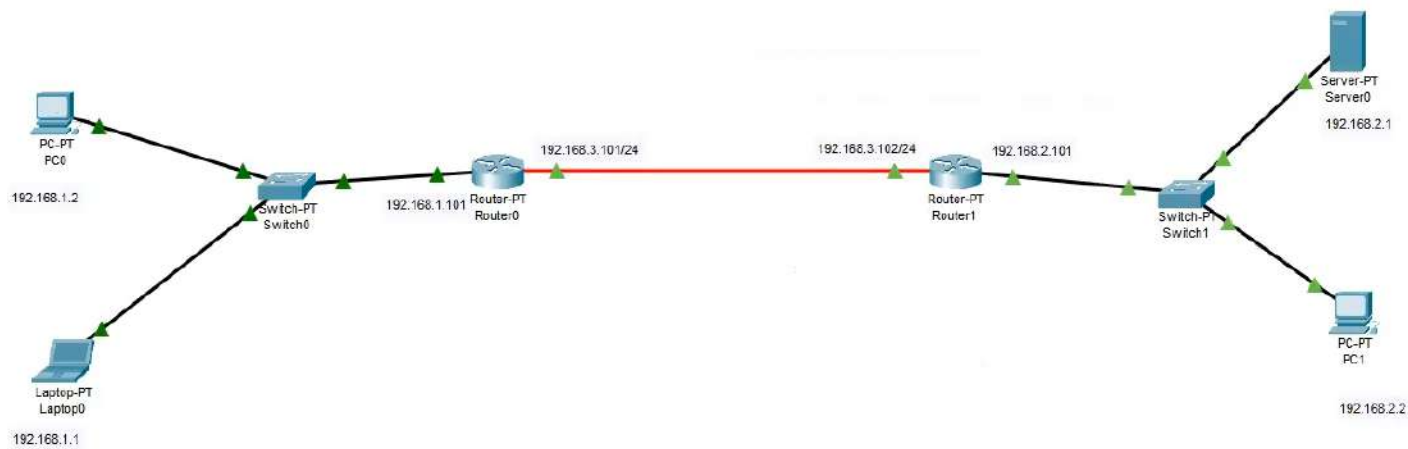 Server-PT
Server0
192.168.2.1
PC-PT
PC0
192.168.1.2
192.168.3.101/24
192.168.3.102/24
192.168.2.101
192.168.1.101
Router-PT
Router0
Router-PT
Router1
Switch-PT
Switch0
Switch-PT
Switch1
PC-PT
PC1
192.168.2.2
Laptop-PT
Laptop0
192.168.1.1